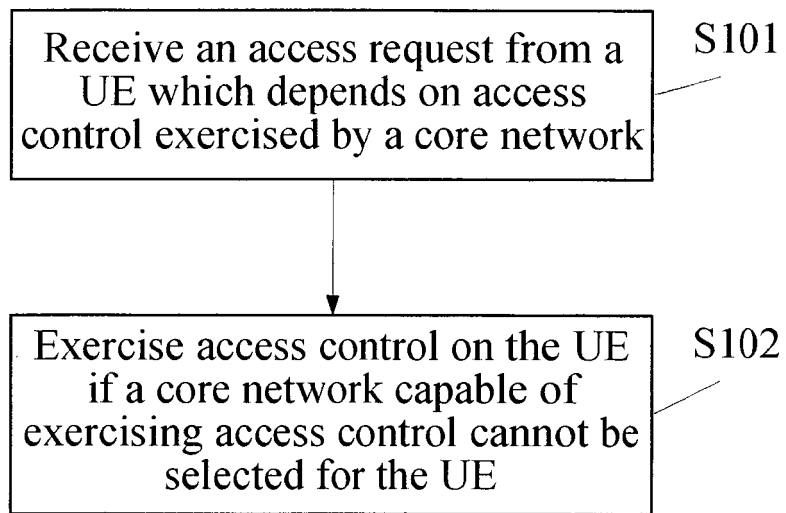 Receive an access request from a
UE which depends on access
control exercised by a core network
S101
Exercise access control on the UE
if a core network capable of
exercising access control cannot be
selected for the UE
S102